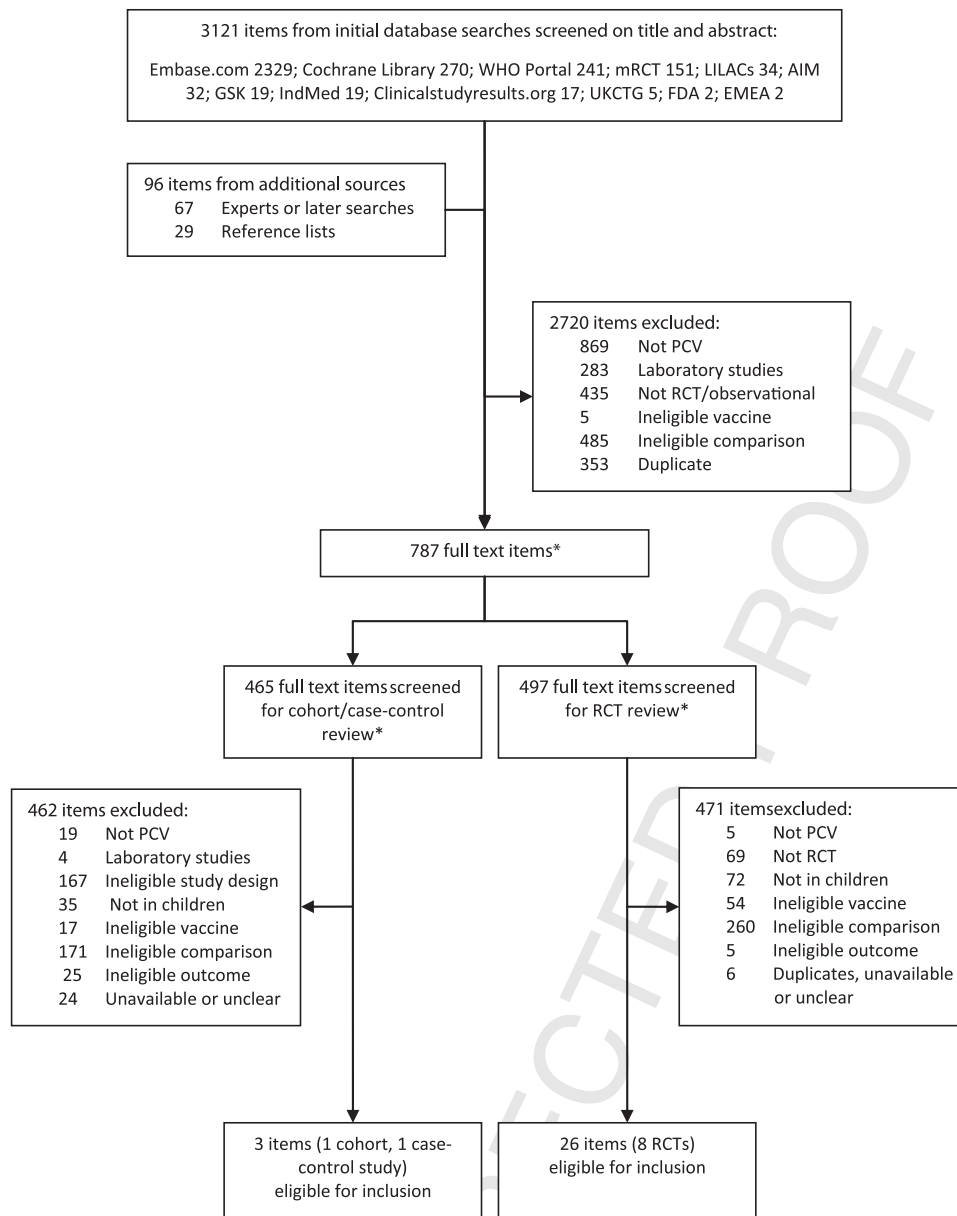 3121 items from initial database searches screened on title and abstract:
Embase.com 2329; Cochrane Library 270; WHO Portal 241; mRCT 151; LILACs 34; AIM
32; GSK 19; IndMed 19; Clinicalstudyresults.org 17; UKCTG 5; FDA 2; EMEA 2
96 items from additional sources
67 Experts or later searches
29 Reference lists
2720 items excluded:
869 Not PCV
283 Laboratory studies
435 Not RCT/observational
5 Ineligible vaccine
485 Ineligible comparison
353 Duplicate
787 full text items*
465 full text items screened
for cohort/case-control
review*
497 full text items screened
for RCT review*
462 items excluded:
19 Not PCV
4 Laboratory studies
167 Ineligible study design
35 Not in children
17 Ineligible vaccine
171 Ineligible comparison
25 Ineligible outcome
24 Unavailable or unclear
471 itemsexcluded:
5 Not PCV
69 Not RCT
72 Not in children
54 Ineligible vaccine
260 Ineligible comparison
5 Ineligible outcome
6 Duplicates, unavailable
or unclear
3 items (1 cohort, 1 case-
control study)
eligible for inclusion
26 items (8 RCTs)
eligible for inclusion